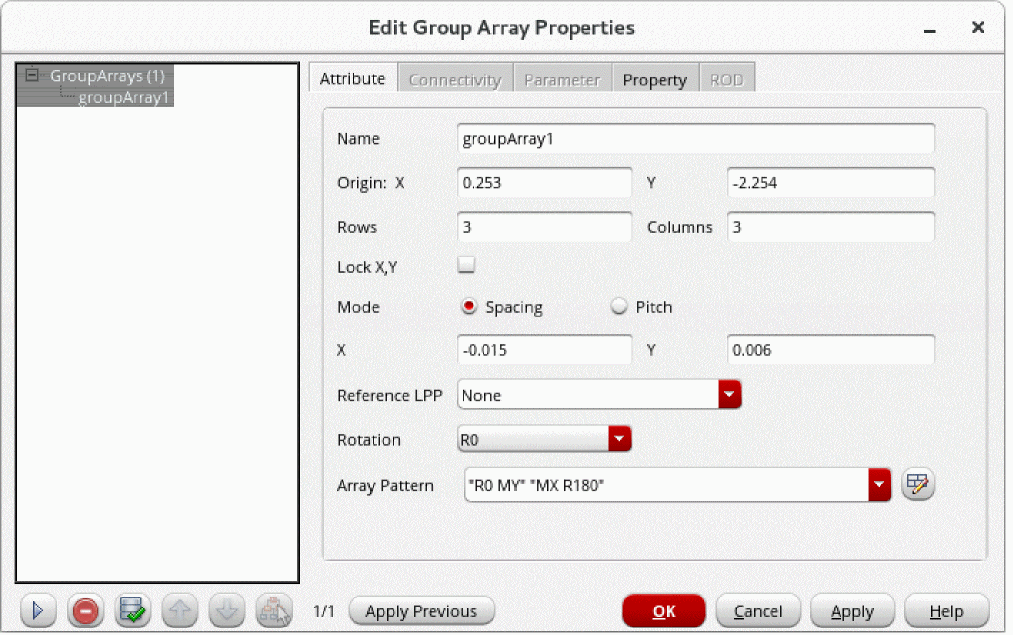 Edit Group Array Properties
GroupArrays (1)
groupArray1
Attribute Connectivity Parameter Property ROD
Name groupArray1
Origin: X 0.253 Y -2.254
Rows 3 Columns 3
Lock X,Y
Mode Spacing Pitch
X -0.015 Y 0.006
Reference LPP None
Rotation R0
Array Pattern "R0 MY" "MX R180"
1/1 Apply Previous OK Cancel Apply Help